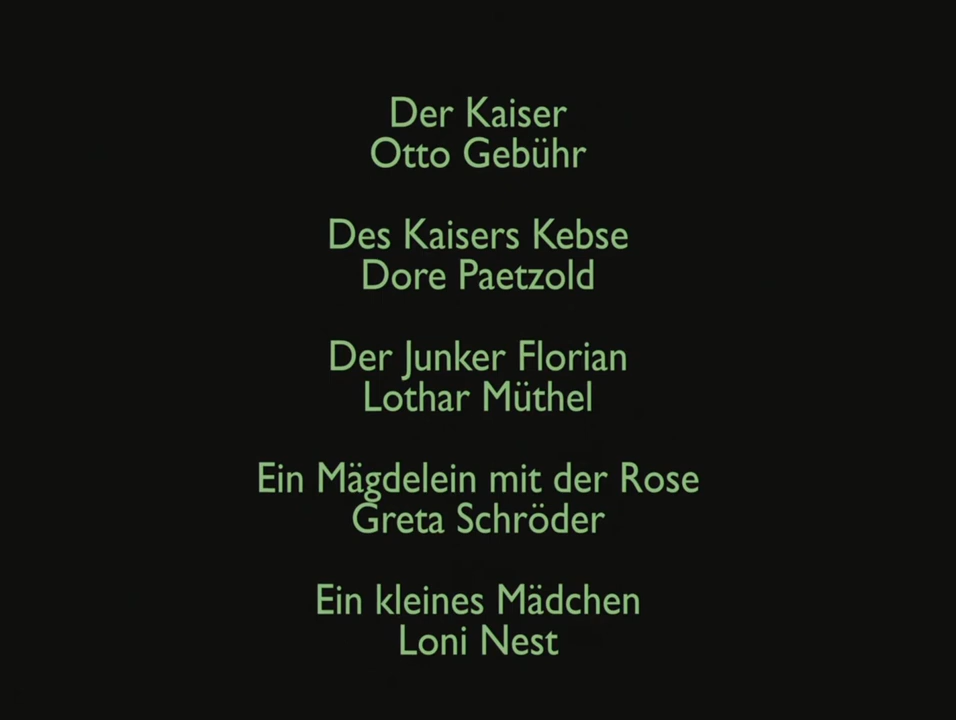 Der Kaiser
Otto Gebühr
Des Kaisers Kebse
Dore Paetzold
Der Junker Florian
Lothar Müthel
Ein Mägdelein mit der Rose
Greta Schröder
Ein kleines Mädchen
Loni Nest